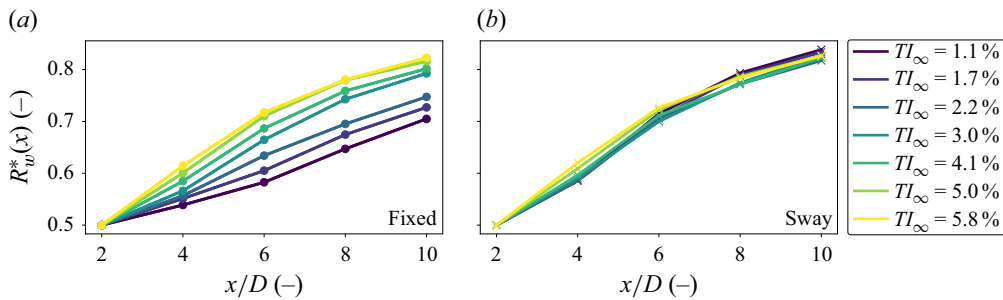 (a)
(b)
0.8
0.7
0.6
0.5
R*w(x) (–)
2 4 6 8 10
x/D (–)
Fixed
2 4 6 8 10
x/D (–)
Sway
TI∞ = 1.1 %
TI∞ = 1.7 %
TI∞ = 2.2 %
TI∞ = 3.0 %
TI∞ = 4.1 %
TI∞ = 5.0 %
TI∞ = 5.8 %